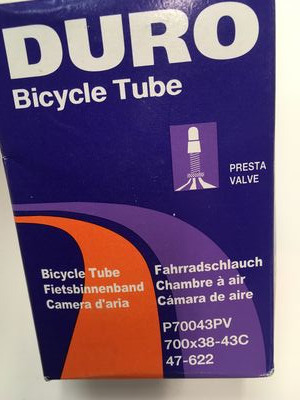 DURO
Bicycle Tube
PRESTA
VALVE
Bicycle Tube
Fietsbinnenband
Camera d'aria
Fahrradschlauch
Chambre à air
Cámara de aire
P70043PV
700x38-43C
47-622